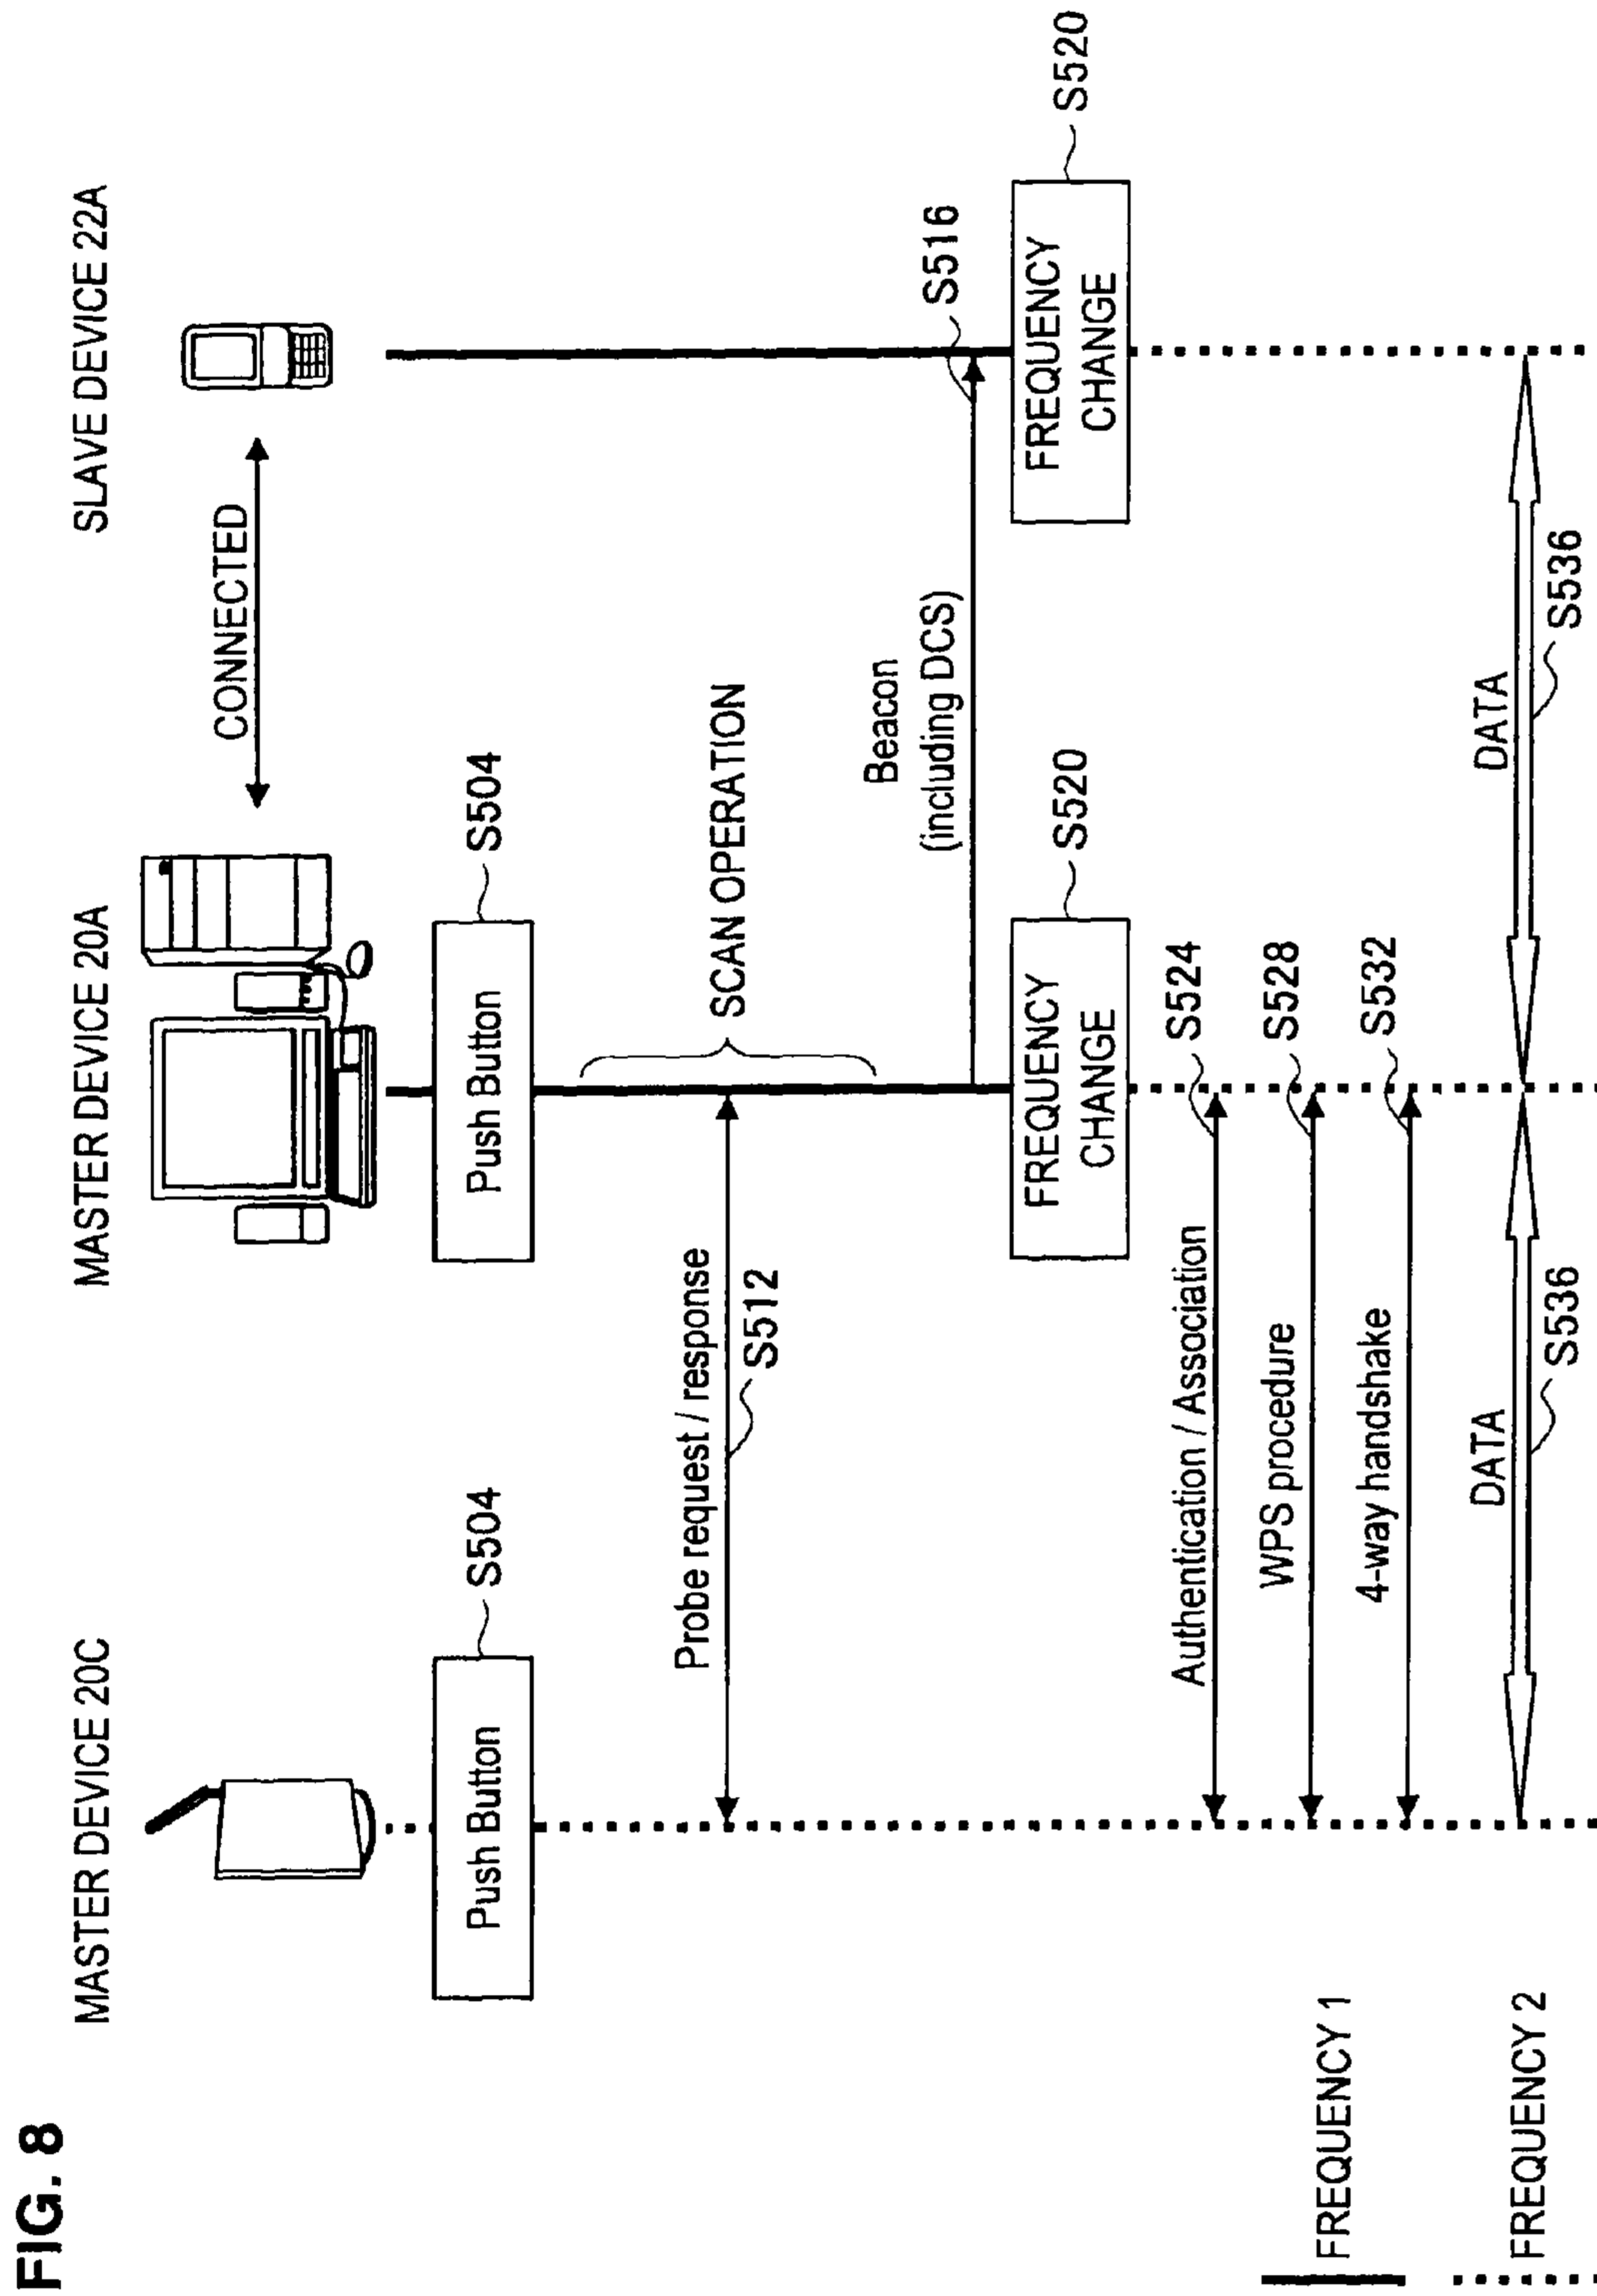 FIG. 8
MASTER DEVICE 20C
MASTER DEVICE 20A
SLAVE DEVICE 22A
CONNECTED
Push Button
S504
Push Button
S504
Probe request / response
S512
SCAN OPERATION
Beacon
(including DCS)
S516
FREQUENCY
CHANGE
S520
FREQUENCY
CHANGE
S520
Authentication / Association
S524
WPS procedure
S528
4-way handshake
S532
DATA
S536
DATA
S536
FREQUENCY 1
FREQUENCY 2